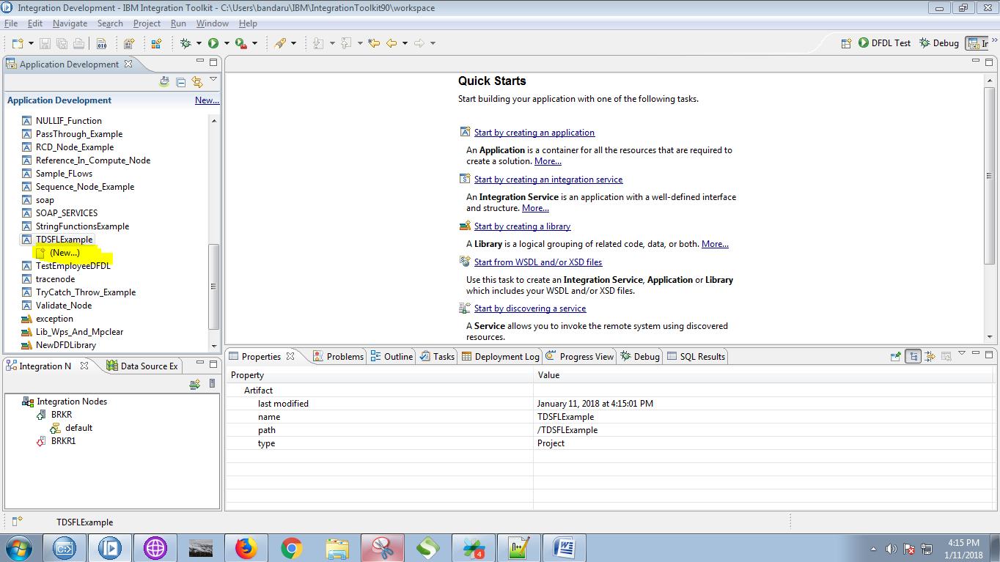 Integration Development - IBM Integration Toolkit - C:\Users\bandaru\IBM\IntegrationToolkit90\workspace
File Edit Navigate Search Project Run Window Help
DFDL Test Debug
Application Development
Application Development New...
NULLIF_Function
PassThrough_Example
RCD_Node_Example
Reference_In_Compute_Node
Sample_FLows
Sequence_Node_Example
soap
SOAP_SERVICES
StringFunctionsExample
TDSFLExample
(New...)
TestEmployeeDFDL
tracenode
TryCatch_Throw_Example
Validate_Node
exception
Lib_Wps_And_Mpclear
NewDFDLibrary
Quick Starts
Start building your application with one of the following tasks.
Start by creating an application
An Application is a container for all the resources that are required to
create a solution. More...
Start by creating an integration service
An Integration Service is an application with a well-defined interface
and structure. More...
Start by creating a library
A Library is a logical grouping of related code, data, or both. More...
Start from WSDL and/or XSD files
Use this task to create an Integration Service, Application or Library
which includes your WSDL and/or XSD files.
Start by discovering a service
A Service allows you to invoke the remote system using discovered
resources.
Integration N Data Source Ex
Integration Nodes
BRKR
default
BRKR1
Properties Problems Outline Tasks Deployment Log Progress View Debug SQL Results
Property Value
Artifact
last modified January 11, 2018 at 4:15:01 PM
name TDSFLExample
path /TDSFLExample
type Project
TDSFLExample
4
4:15 PM
1/11/2018